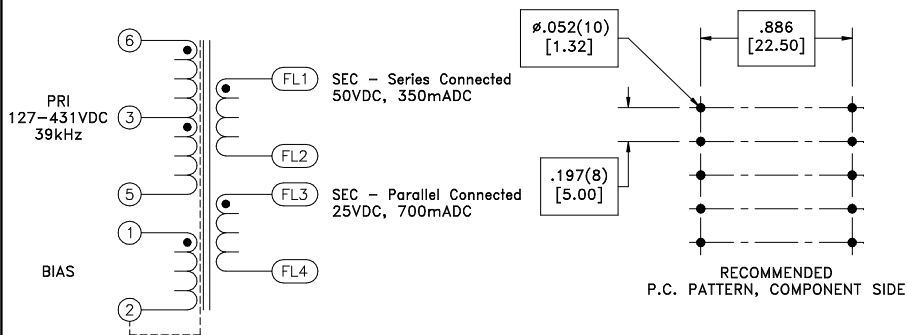 6
PRI
127-431VDC
39kHz
3
5
1
BIAS
2
FL1
SEC - Series Connected
50VDC, 350mADC
FL2
FL3
SEC - Parallel Connected
25VDC, 700mADC
FL4
ø.052(10)
[1.32]
.886
[22.50]
.197(8)
[5.00]
RECOMMENDED
P.C. PATTERN, COMPONENT SIDE